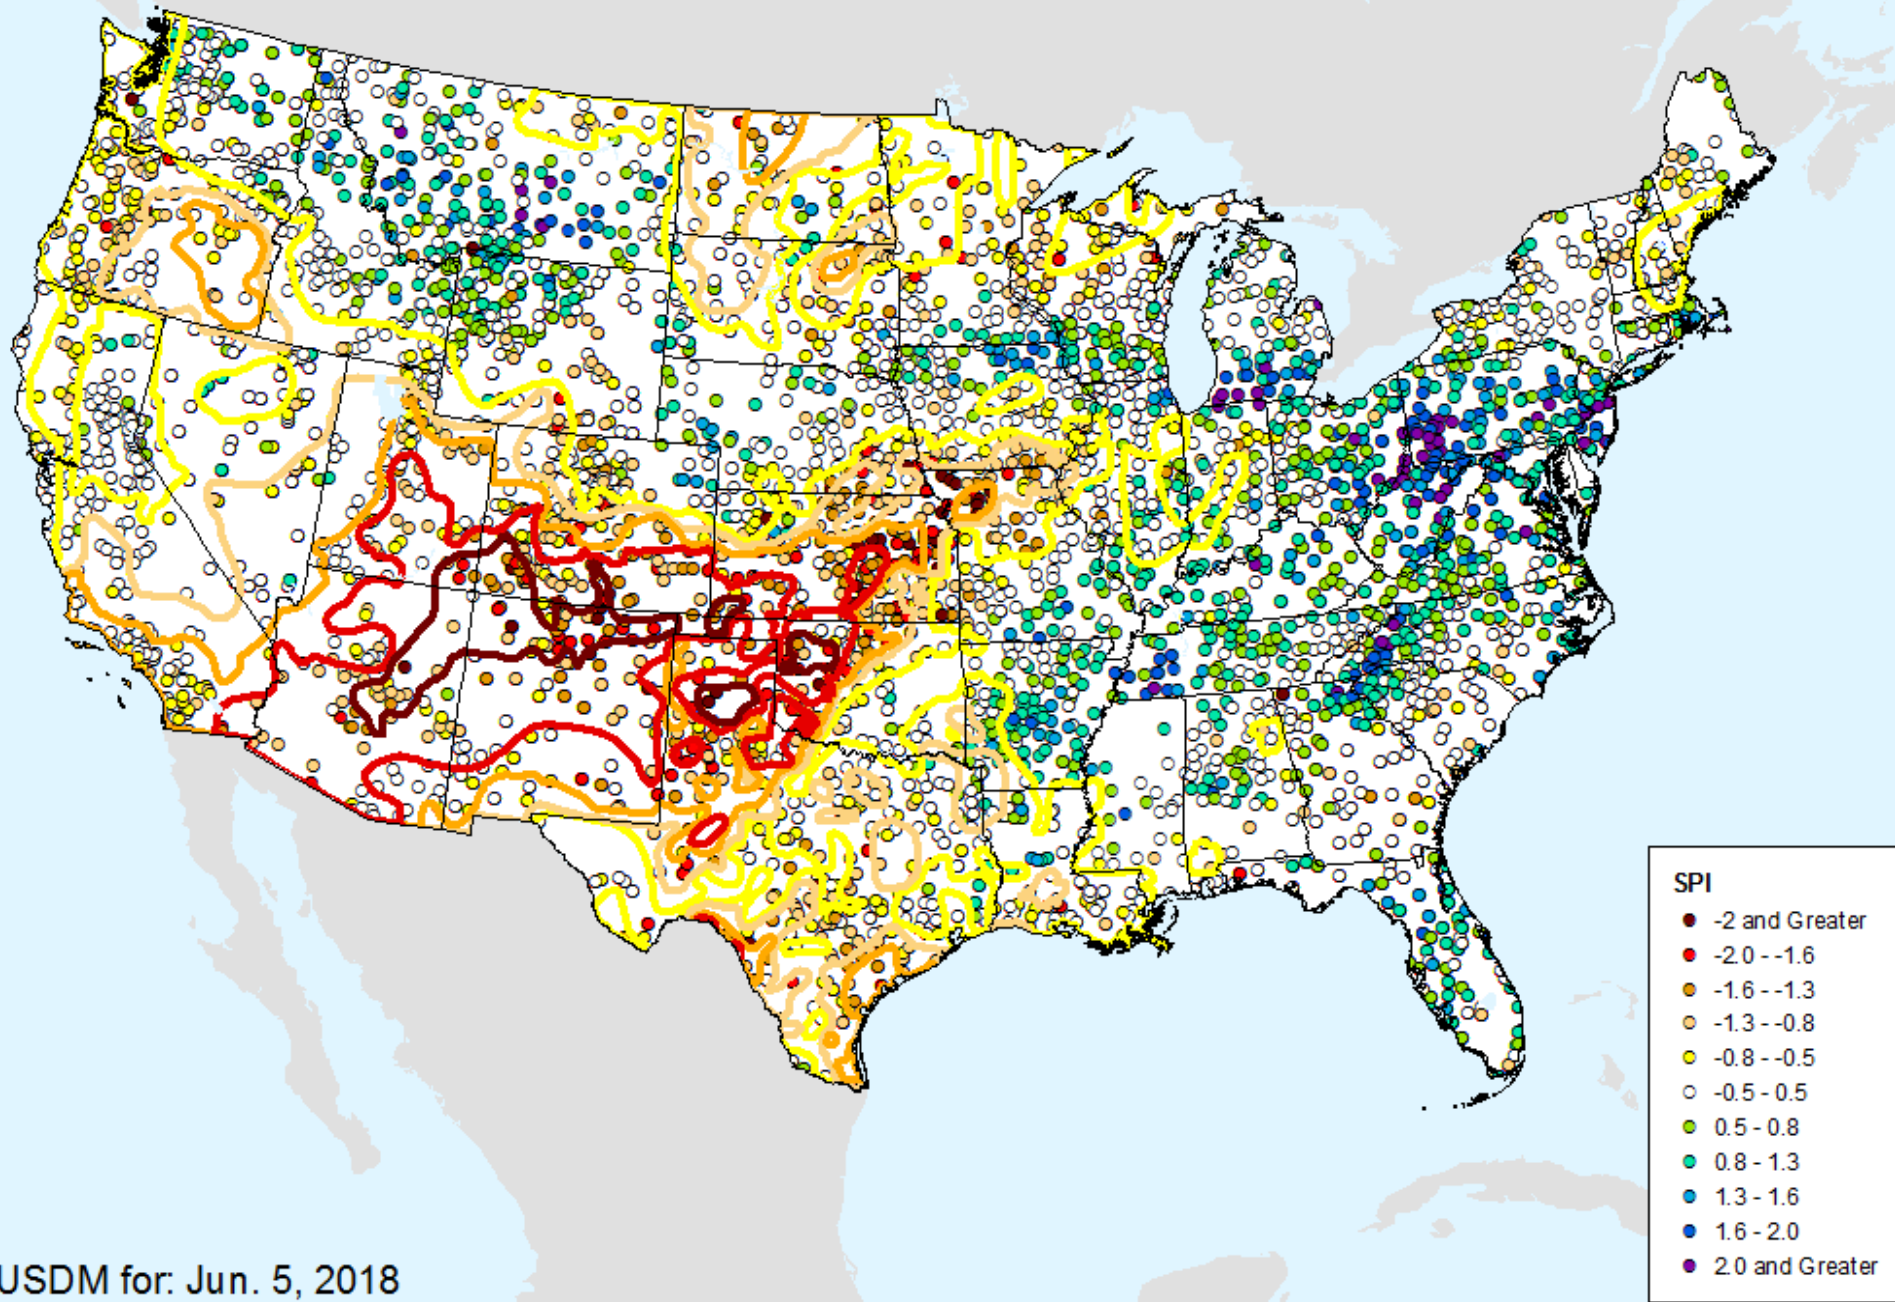 SPI
-2 and Greater
-2.0 - -1.6
-1.6 - -1.3
-1.3 - -0.8
-0.8 - -0.5
-0.5 - 0.5
0.5 - 0.8
0.8 - 1.3
1.3 - 1.6
1.6 - 2.0
2.0 and Greater
USDM for: Jun. 5, 2018